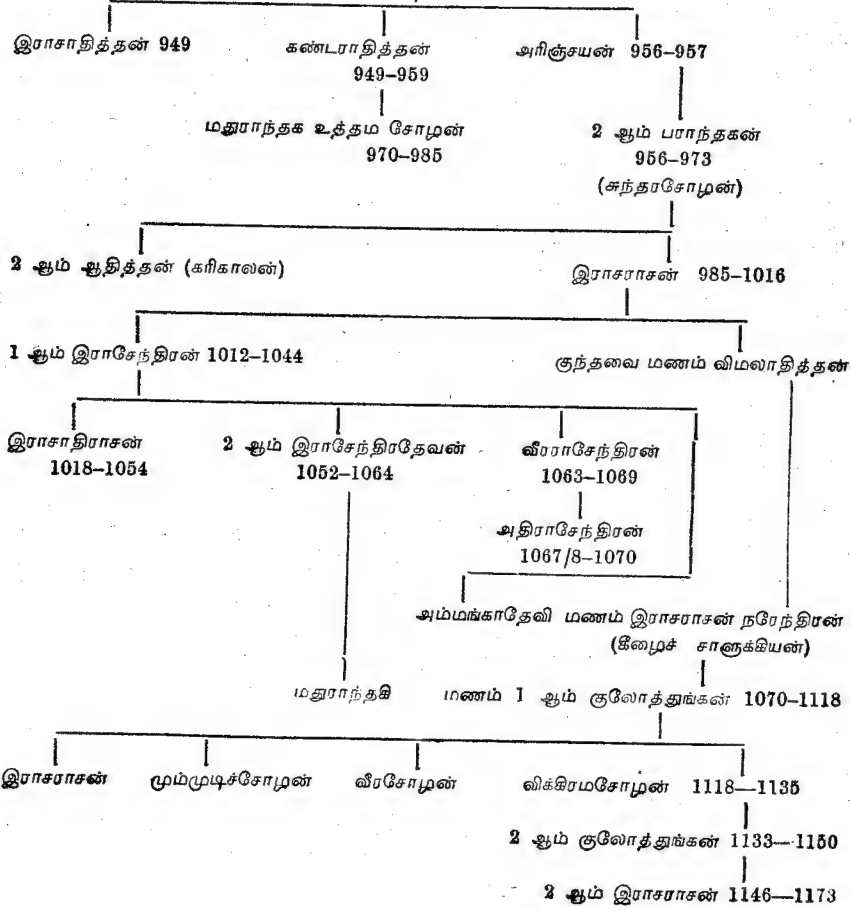 இராசாதித்தன் 949 கண்டராதித்தன் அரிஞ்சயன் 956–957
949–959
மதுராந்தக உத்தம சோழன் 2 ஆம் பராந்தகன்
970–985 956–973
(சுந்தரசோழன்)
2 ஆம் ஆதித்தன் (கரிகாலன்) இராசராசன் 985–1016
1 ஆம் இராசேந்திரன் 1012–1044 குந்தவை மணம் விமலாதித்தன்
இராசாதிராசன் 2 ஆம் இராசேந்திரதேவன் வீரராசேந்திரன்
1018–1054 1052–1064 1063–1069
அதிராசேந்திரன்
1067/8–1070
அம்மங்காதேவி மணம் இராசராசன் நரேந்திரன்
(கீழைச் சாளுக்கியன்)
மதுராந்தகி மணம் 1 ஆம் குலோத்துங்கன் 1070–1118
இராசராசன் மும்முடிச்சோழன் வீரசோழன் விக்கிரமசோழன் 1118—1135
2 ஆம் குலோத்துங்கன் 1133—1150
2 ஆம் இராசராசன் 1146—1173